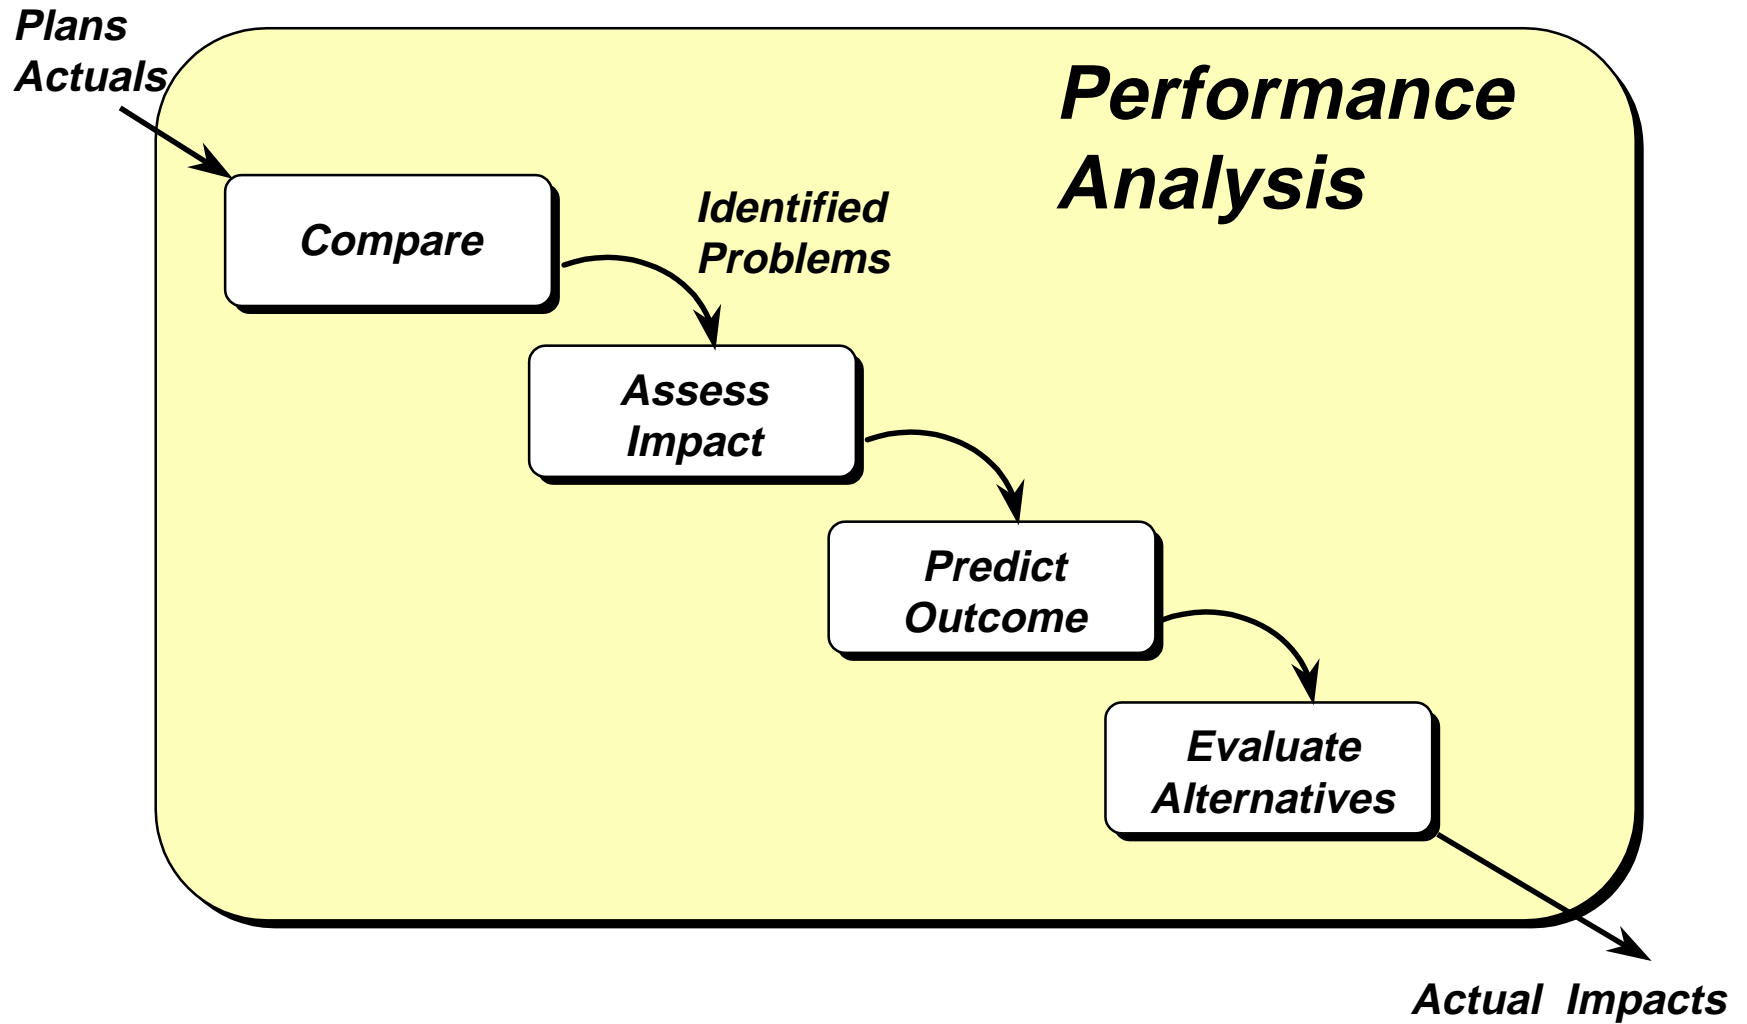 Plans
Actuals
Performance
Analysis
Compare
Identified
Problems
Assess
Impact
Predict
Outcome
Evaluate
Alternatives
Actual Impacts